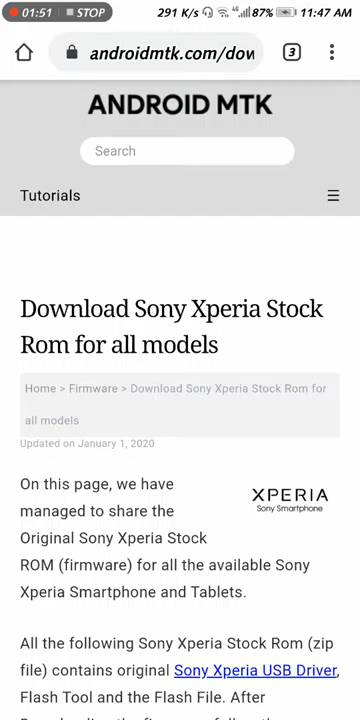 01:51 STOP 291 K/s 4G 87% 11:47 AM
androidmtk.com/dow 3
ANDROID MTK
Search
Tutorials
Download Sony Xperia Stock
Rom for all models
Home > Firmware > Download Sony Xperia Stock Rom for
all models
Updated on January 1, 2020
On this page, we have
managed to share the
Original Sony Xperia Stock
XPERIA
Sony Smartphone
ROM (firmware) for all the available Sony
Xperia Smartphone and Tablets.
All the following Sony Xperia Stock Rom (zip
file) contains original Sony Xperia USB Driver,
Flash Tool and the Flash File. After